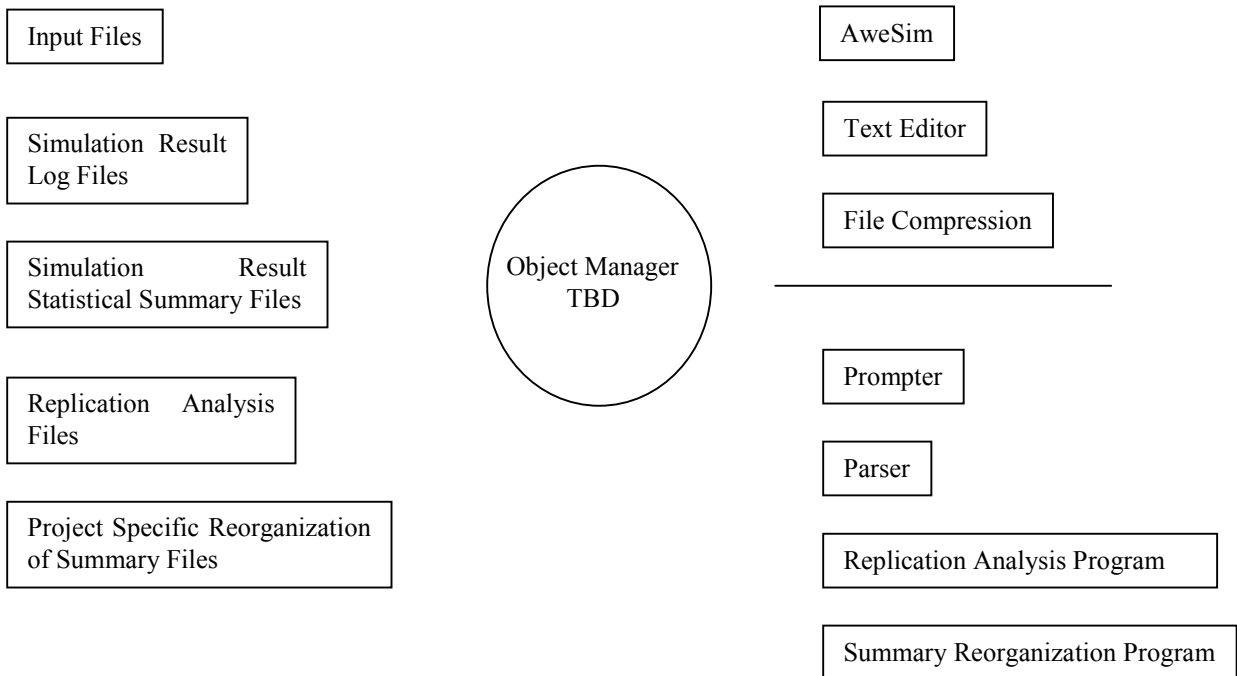 Input Files
Simulation Result
Log Files
Simulation Result
Statistical Summary Files
Replication Analysis
Files
Project Specific Reorganization
of Summary Files
Object Manager
TBD
AweSim
Text Editor
File Compression
Prompter
Parser
Replication Analysis Program
Summary Reorganization Program